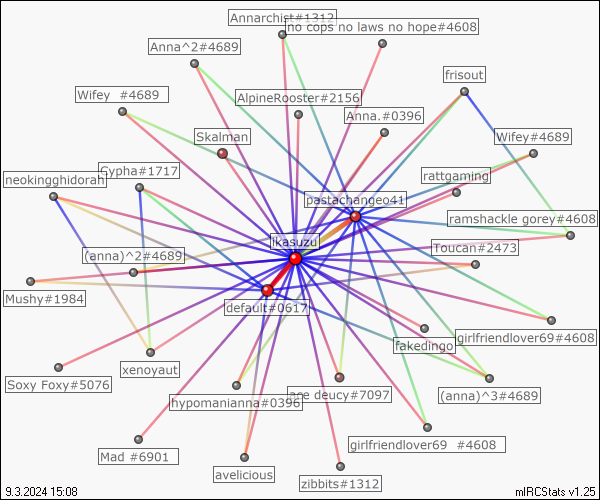 Annarchist#1312
no cops no laws no hope#4608
Anna^2#4689
frisout
Wifey  #4689
AlpineRooster#2156
Anna.#0396
Skalman
Wifey#4689
Cypha#1717
rattgaming
neokingghidorah
pastachangeo41
ramshackle gorey#4608
Ikasuzu
Toucan#2473
(anna)^2#4689
Mushy#1984
default#0617
girlfriendlover69#4608
fakedingo
xenoyaut
Soxy Foxy#5076
deucy#7097
(anna)^3#4689
hypomanianna#0396
girlfriendlover69  #4608
Mad #6901
avelicious
zibbits#1312
9.3.2024 15:08
mIRCStats v1.25